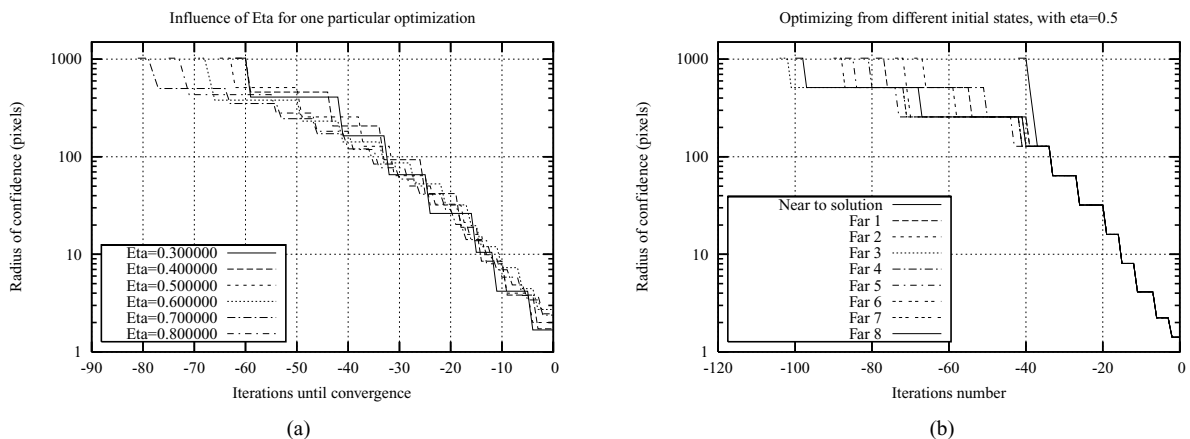 Influence of Eta for one particular optimization
1000
100
10
1
Radius of confidence (pixels)
Eta=0.300000
Eta=0.400000
Eta=0.500000
Eta=0.600000
Eta=0.700000
Eta=0.800000
-90 -80 -70 -60 -50 -40 -30 -20 -10 0
Iterations until convergence
(a)
Optimizing from different initial states, with eta=0.5
1000
100
10
1
Radius of confidence (pixels)
Near to solution
Far 1
Far 2
Far 3
Far 4
Far 5
Far 6
Far 7
Far 8
-120 -100 -80 -60 -40 -20 0
Iterations number
(b)